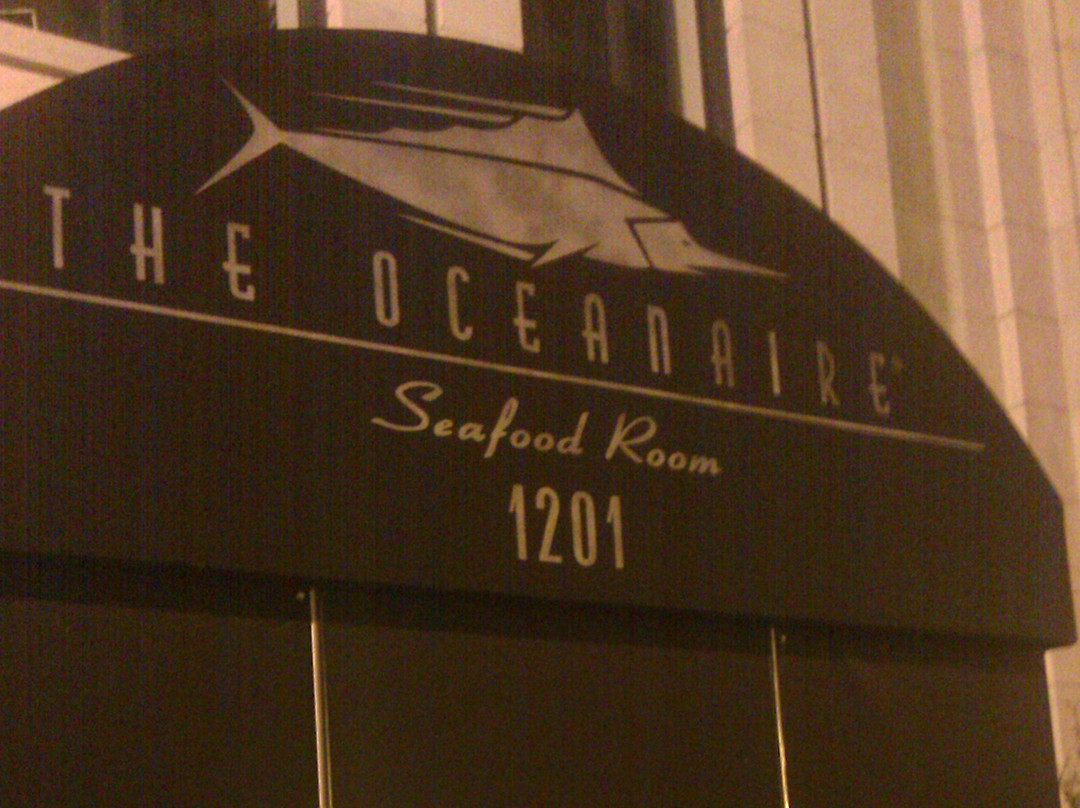 THE OCEANAIRE
Seafood Room
1201